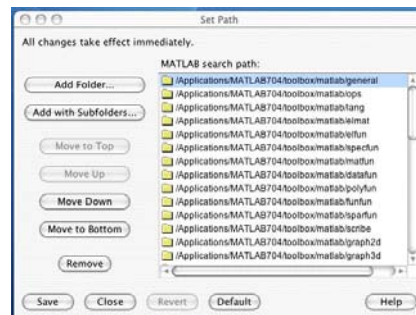 Set Path
All changes take effect immediately.
MATLAB search path:
Add Folder...
Add with Subfolders...
Move to Top
Move Up
Move Down
Move to Bottom
Remove
/Applications/MATLAB704/toolbox/matlab/general
/Applications/MATLAB704/toolbox/matlab/ops
/Applications/MATLAB704/toolbox/matlab/lang
/Applications/MATLAB704/toolbox/matlab/elmat
/Applications/MATLAB704/toolbox/matlab/elfun
/Applications/MATLAB704/toolbox/matlab/specfun
/Applications/MATLAB704/toolbox/matlab/matfun
/Applications/MATLAB704/toolbox/matlab/datafun
/Applications/MATLAB704/toolbox/matlab/polyfun
/Applications/MATLAB704/toolbox/matlab/funfun
/Applications/MATLAB704/toolbox/matlab/sparfun
/Applications/MATLAB704/toolbox/matlab/scribe
/Applications/MATLAB704/toolbox/matlab/graph2d
/Applications/MATLAB704/toolbox/matlab/graph3d
Save Close Revert Default Help